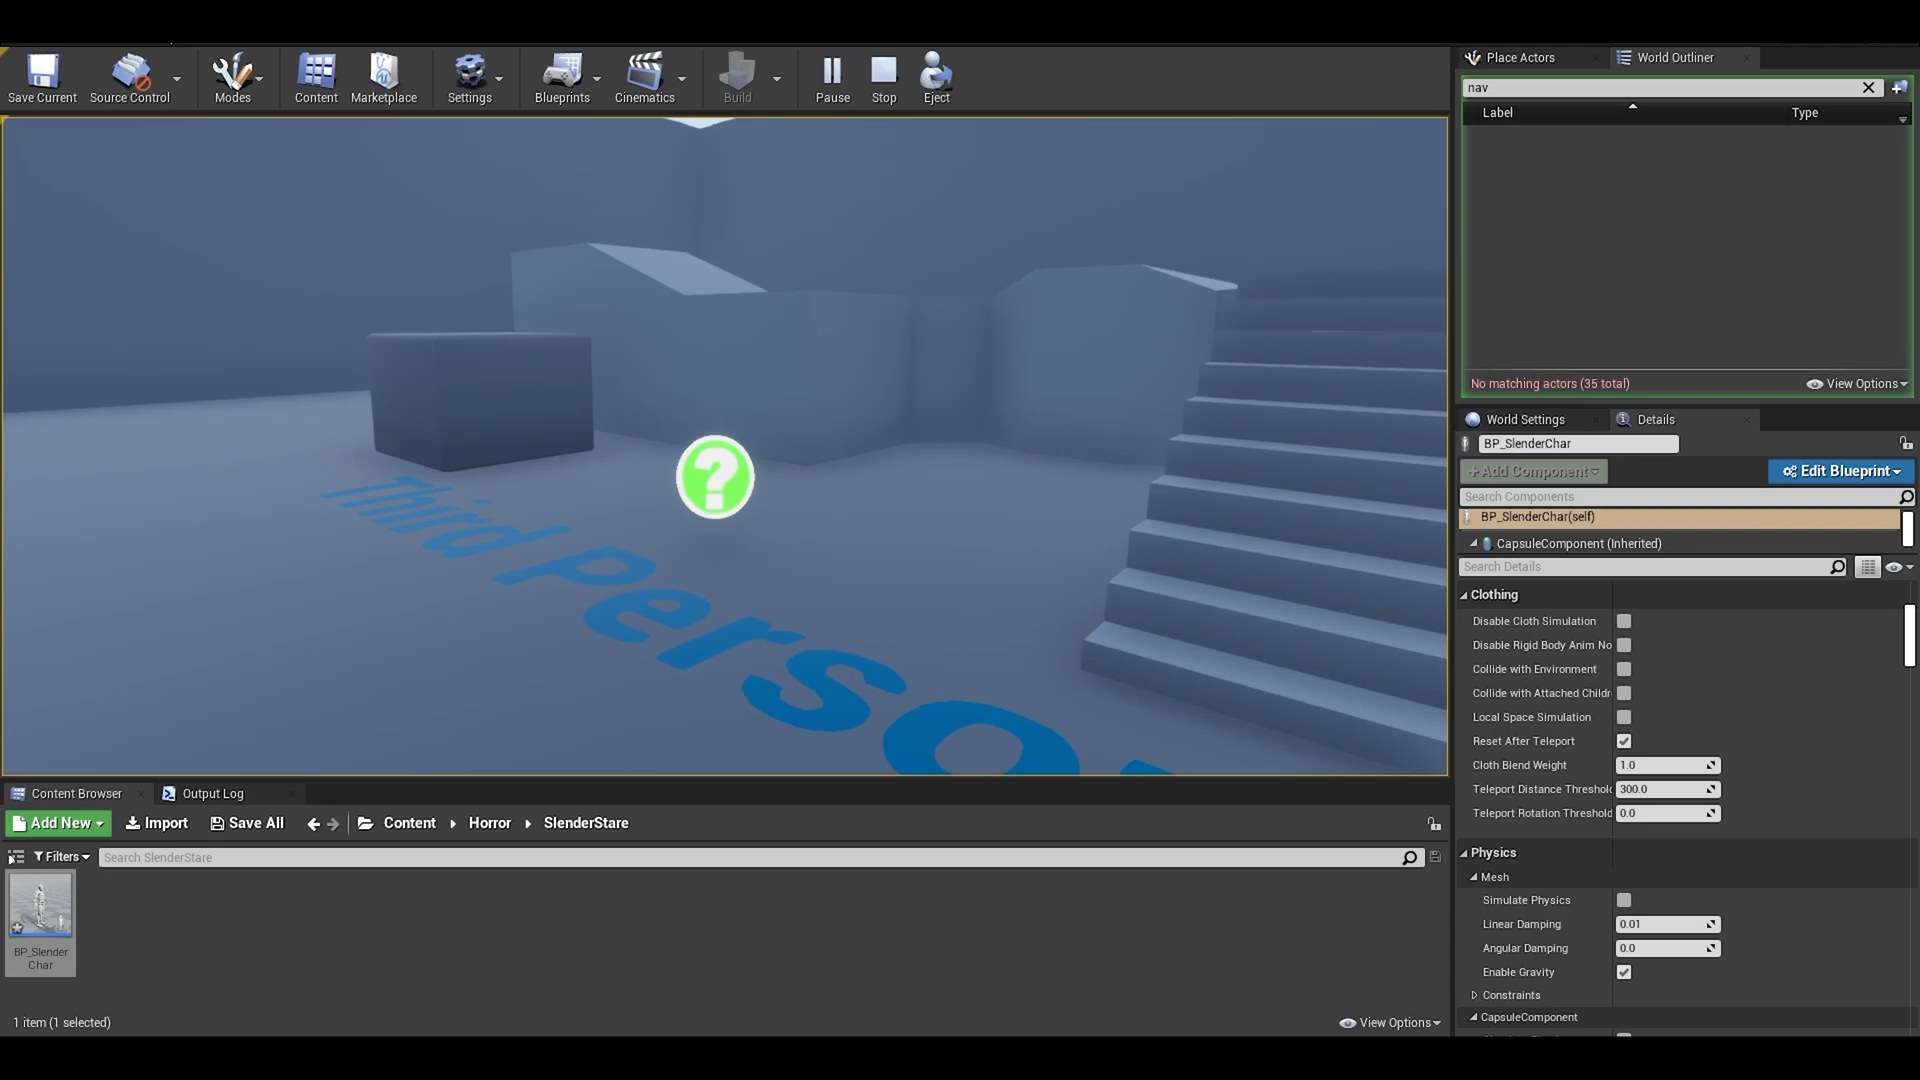 Save Current
Source Control
Modes
Content
Marketplace
Settings
Blueprints
Cinematics
Build
Pause
Stop
Eject
Place Actors
World Outliner
nav
Label
Type
No matching actors (35 total)
View Options
World Settings
Details
BP_SlenderChar
+Add Component
Edit Blueprint
Search Components
BP_SlenderChar(self)
CapsuleComponent (Inherited)
Search Details
Clothing
Disable Cloth Simulation
Disable Rigid Body Anim No
Collide with Environment
Collide with Attached Childr
Local Space Simulation
Reset After Teleport
Cloth Blend Weight
1.0
Teleport Distance Threshol
300.0
Teleport Rotation Threshold
0.0
Physics
Mesh
Simulate Physics
Linear Damping
0.01
Angular Damping
0.0
Enable Gravity
Constraints
CapsuleComponent
?
Third Perso
Content Browser
Output Log
Add New
Import
Save All
Content
Horror
SlenderStare
Filters
Search SlenderStare
BP_Slender
Char
1 item (1 selected)
View Options